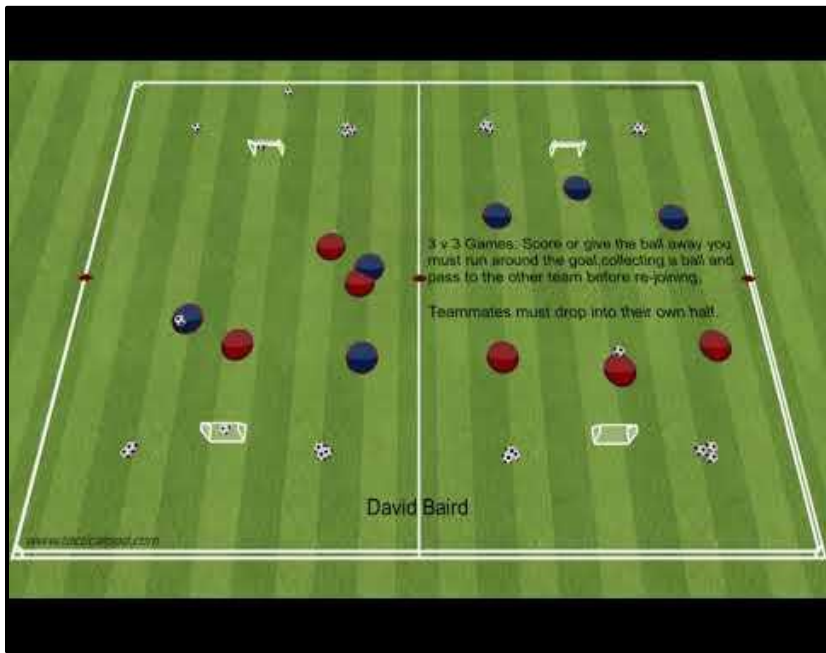 3 v 3 Games. Score or give the ball away you
must run around the goal,collecting a ball and
pass to the other team before re-joining,
Teammates must drop into their own half.
David Baird